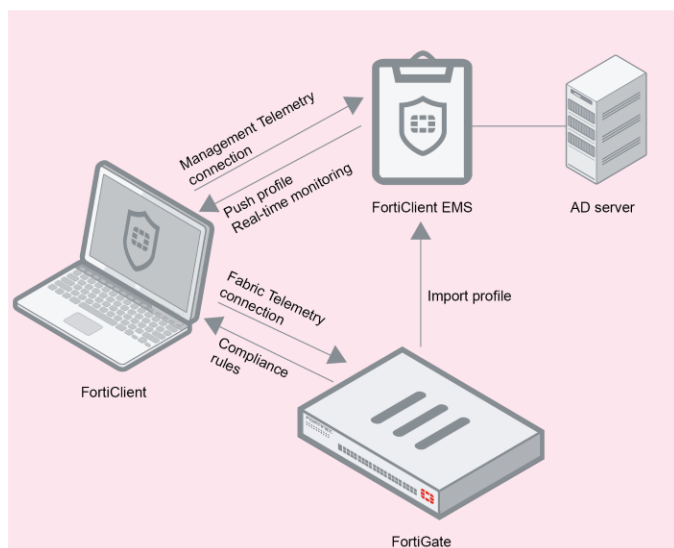 Management Telemetry
connection
Push profile
Real-time monitoring
FortiClient EMS
AD server
Fabric Telemetry
connection
Import profile
Compliance
rules
FortiClient
FortiGate